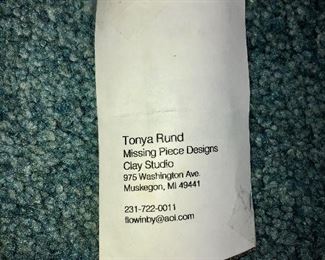 Tonya Rund
Missing Piece Designs
Clay Studio
975 Washington Ave.
Muskegon, MI 49441
231-722-0011
flowinby@aol.com